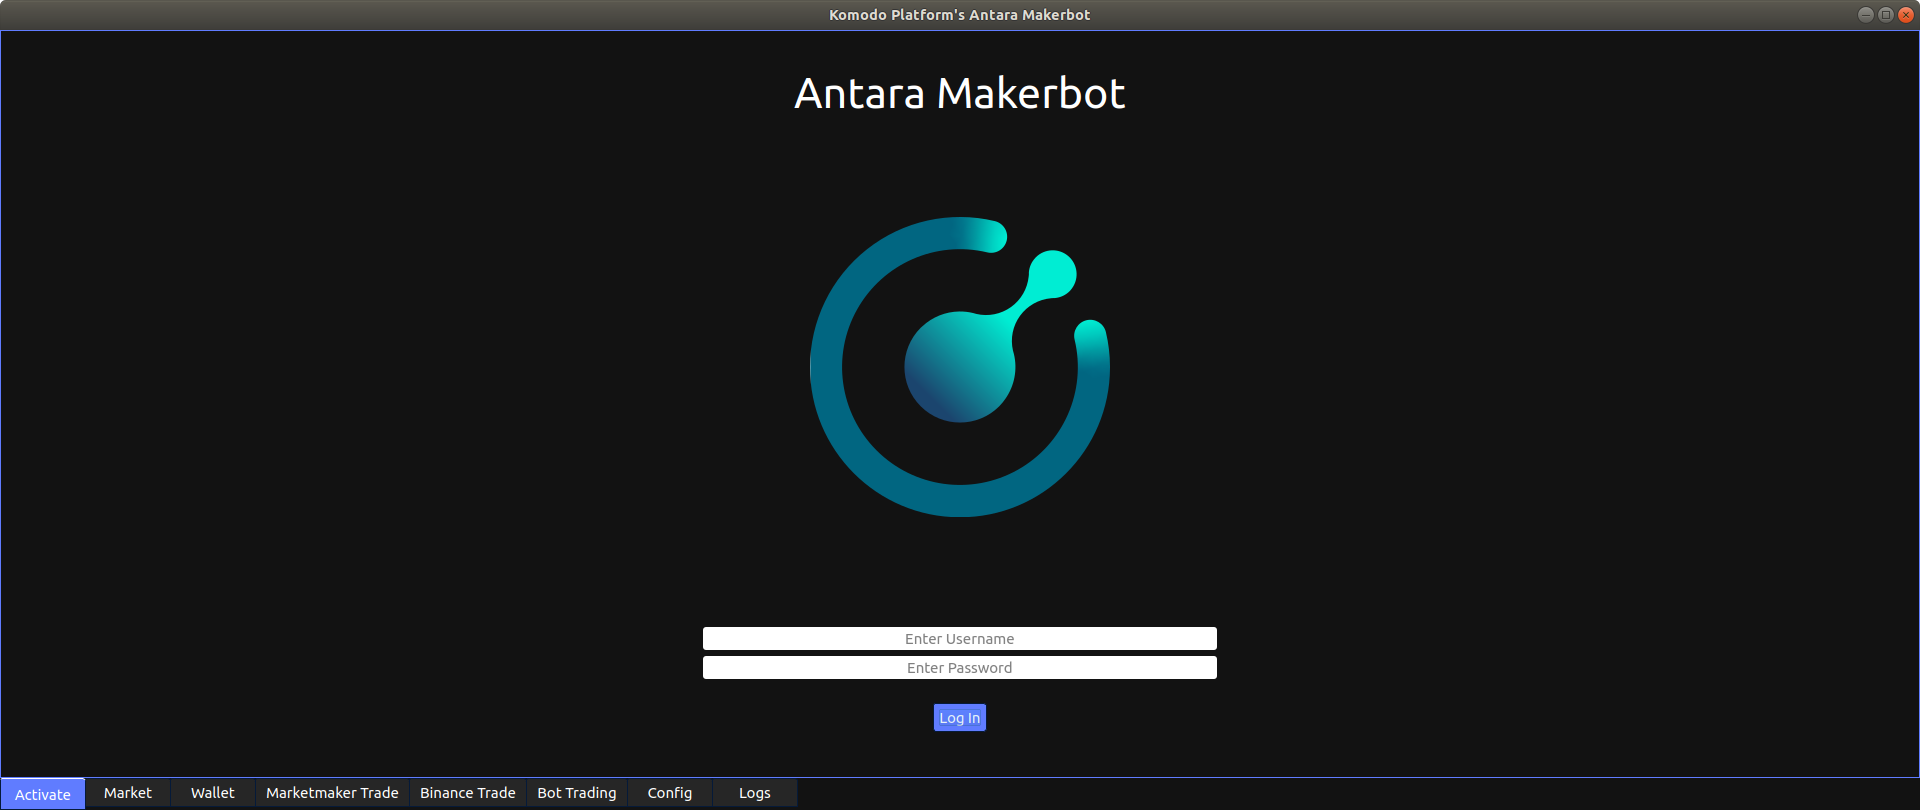 Komodo Platform's Antara Makerbot
Antara Makerbot
Enter Username
Enter Password
Log In
Activate Market Wallet Marketmaker Trade Binance Trade Bot Trading Config Logs